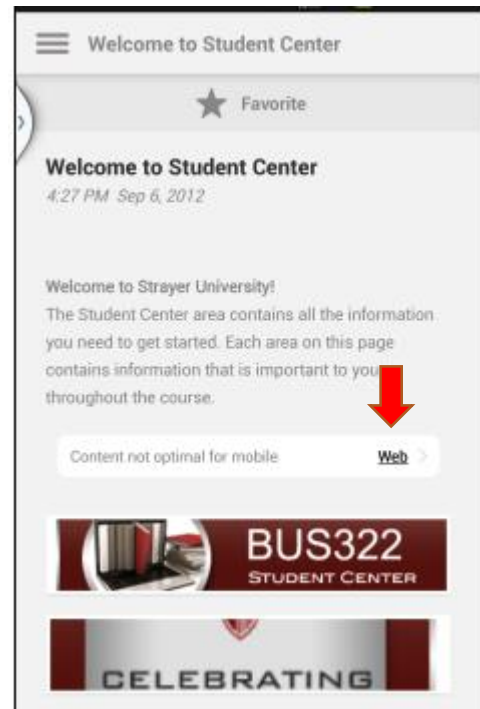 Welcome to Student Center
Favorite
Welcome to Student Center
4:27 PM Sep 6, 2012
Welcome to Strayer University!
The Student Center area contains all the information
you need to get started. Each area on this page
contains information that is important to you
throughout the course.
Content not optimal for mobile Web
BUS322
STUDENT CENTER
CELEBRATING